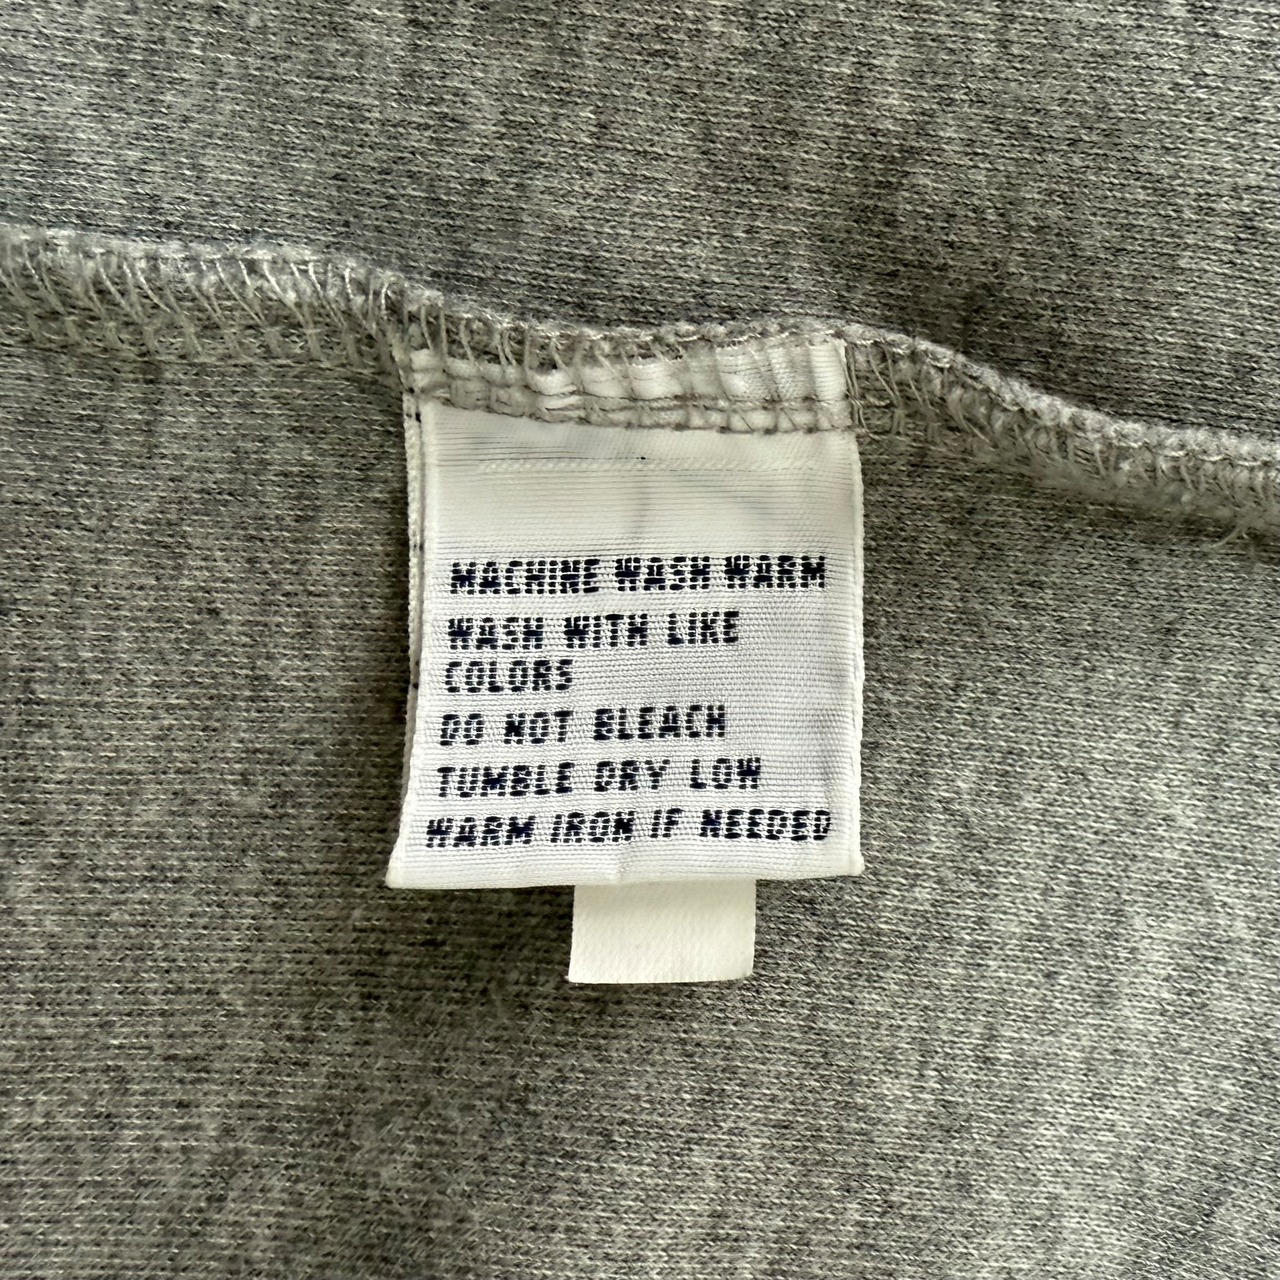 MACHINE WASH WARM
WASH WITH LIKE
COLORS
DO NOT BLEACH
TUMBLE DRY LOW
WARM IRON IF NEEDED